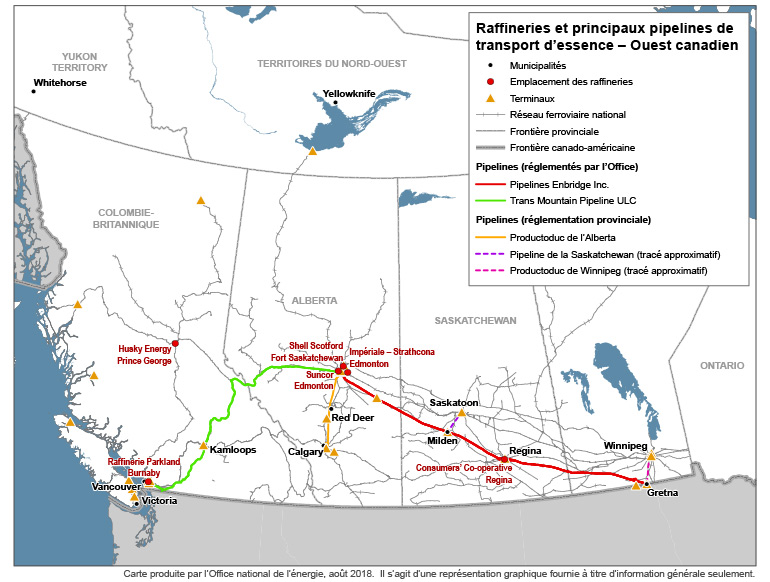 Raffineries et principaux pipelines de
transport d'essence – Ouest canadien
Municipalités
Emplacement des raffineries
Terminaux
Réseau ferroviaire national
Frontière provinciale
Frontière canado-américaine
Pipelines (réglementés par l'Office)
Pipelines Enbridge Inc.
Trans Mountain Pipeline ULC
Pipelines (réglementation provinciale)
Productoduc de l'Alberta
Pipeline de la Saskatchewan (tracé approximatif)
Productoduc de Winnipeg (tracé approximatif)
YUKON
TERRITORY
Whitehorse
TERRITOIRES DU NORD-OUEST
Yellowknife
COLOMBIE-
BRITANNIQUE
ALBERTA
SASKATCHEWAN
ONTARIO
Husky Energy
Prince George
Shell Scotford
Fort Saskatchewan
Impériale – Strathcona
Edmonton
Suncor
Edmonton
Red Deer
Saskatoon
Milden
Kamloops
Calgary
Regina
Winnipeg
Raffinerie Parkland
Burnaby
Consumers' Co-operative
Regina
Vancouver
Victoria
Gretna
Carte produite par l'Office national de l'énergie, août 2018. Il s'agit d'une représentation graphique fournie à titre d'information générale seulement.